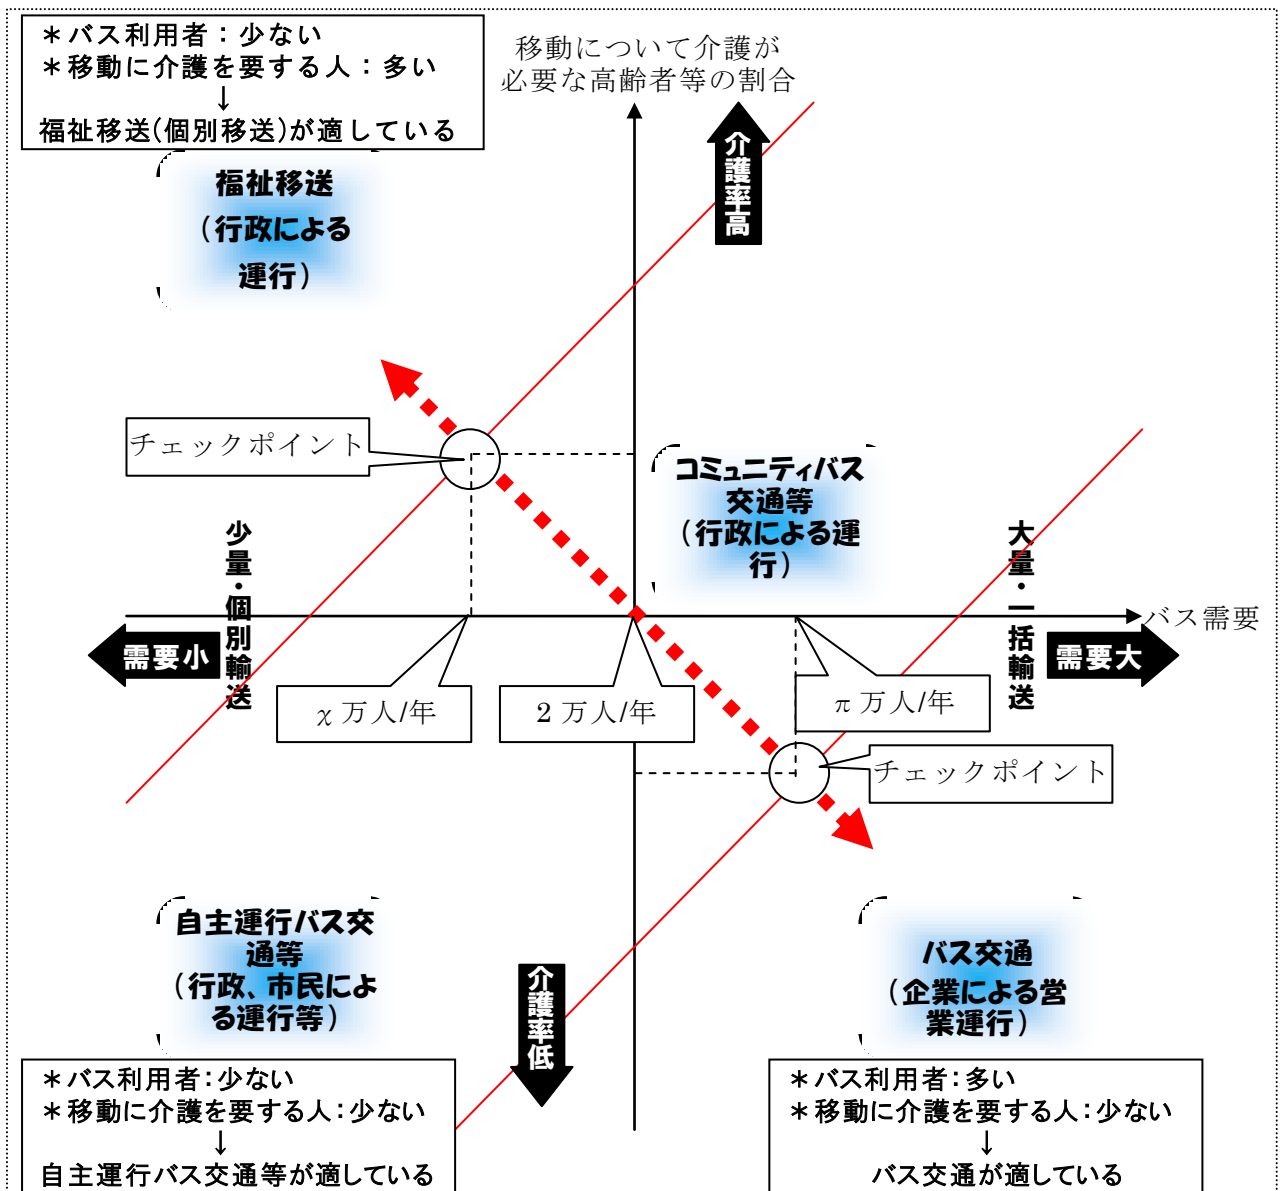 ＊バス利用者：少ない
＊移動に介護を要する人：多い
↓
福祉移送(個別移送)が適している
移動について介護が
必要な高齢者等の割合
介護率高
福祉移送
（行政による
運行）
チェックポイント
コミュニティバス
交通等
（行政による運
行）
少量・個別輸送
大量・一括輸送
バス需要
需要小
需要大
χ万人/年
2 万人/年
π万人/年
チェックポイント
自主運行バス交
通等
（行政、市民によ
る運行等）
介護率低
バス交通
（企業による営
業運行）
＊バス利用者：少ない
＊移動に介護を要する人：少ない
↓
自主運行バス交通等が適している
＊バス利用者：多い
＊移動に介護を要する人：少ない
↓
バス交通が適している